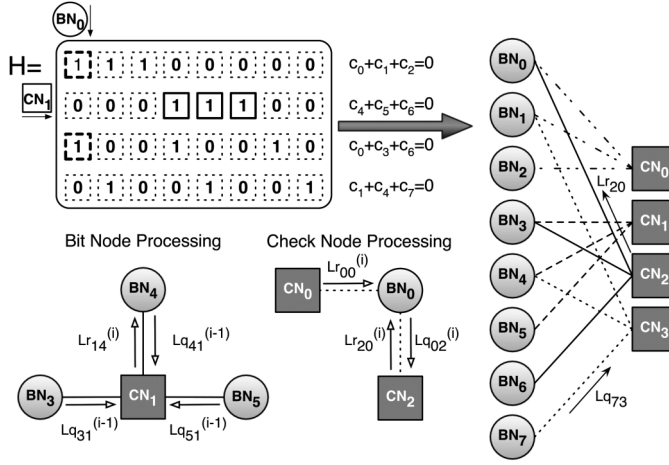 BN₀
H=
1 1 1 0 0 0 0 0
c₀+c₁+c₂=0
CN₁
0 0 0 1 1 1 0 0
c₄+c₅+c₆=0
1 0 0 1 0 0 1 0
c₀+c₃+c₆=0
0 1 0 0 1 0 0 1
c₁+c₄+c₇=0
Bit Node Processing
BN₄
Lr₁₄⁽ⁱ⁾
Lq₄₁⁽ⁱ⁻¹⁾
BN₃
CN₁
BN₅
Lq₃₁⁽ⁱ⁻¹⁾
Lq₅₁⁽ⁱ⁻¹⁾
Check Node Processing
Lr₀₀⁽ⁱ⁾
CN₀
BN₀
Lr₂₀⁽ⁱ⁾
Lq₀₂⁽ⁱ⁾
CN₂
BN₀
BN₁
BN₂
BN₃
BN₄
BN₅
BN₆
BN₇
CN₀
Lr₂₀
CN₁
CN₂
CN₃
Lq₇₃